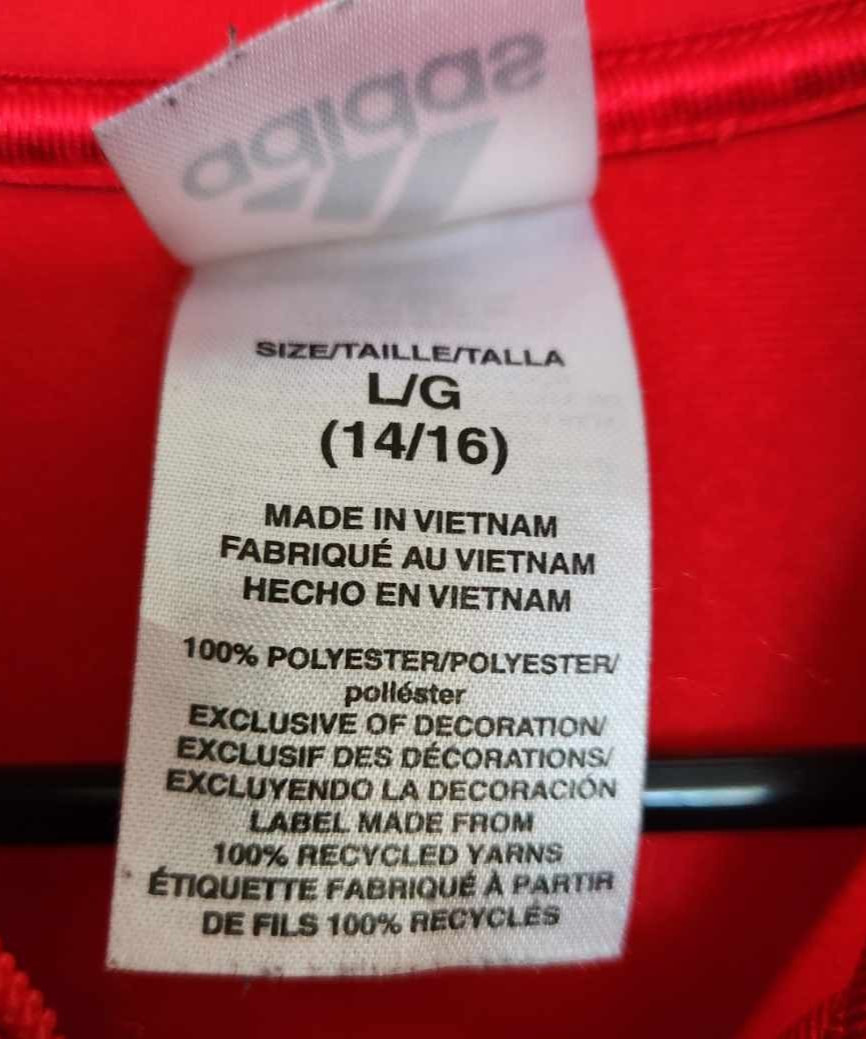 adidas
SIZE/TAILLE/TALLA
L/G
(14/16)
MADE IN VIETNAM
FABRIQUÉ AU VIETNAM
HECHO EN VIETNAM
100% POLYESTER/POLYESTER/
poliéster
EXCLUSIVE OF DECORATION/
EXCLUSIF DES DÉCORATIONS/
EXCLUYENDO LA DECORACIÓN
LABEL MADE FROM
100% RECYCLED YARNS
ÉTIQUETTE FABRIQUÉ À PARTIR
DE FILS 100% RECYCLÉS